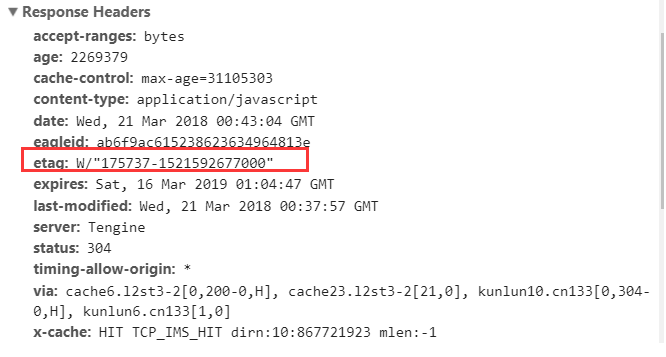 ▼ Response Headers
accept-ranges: bytes
age: 2269379
cache-control: max-age=31105303
content-type: application/javascript
date: Wed, 21 Mar 2018 00:43:04 GMT
eagleid: ab6f9ac615238623634964813e
etag: W/"175737-1521592677000"
expires: Sat, 16 Mar 2019 01:04:47 GMT
last-modified: Wed, 21 Mar 2018 00:37:57 GMT
server: Tengine
status: 304
timing-allow-origin: *
via: cache6.l2st3-2[0,200-0,H], cache23.l2st3-2[21,0], kunlun10.cn133[0,304-
0,H], kunlun6.cn133[1,0]
x-cache: HIT TCP_IMS_HIT dirn:10:867721923 mlen:-1